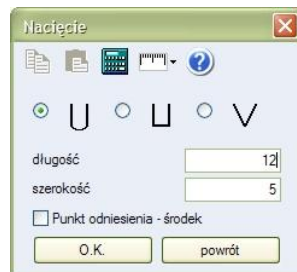 Nacięcie
długość 12
szerokość 5
Punkt odniesienia - środek
O.K. powrót